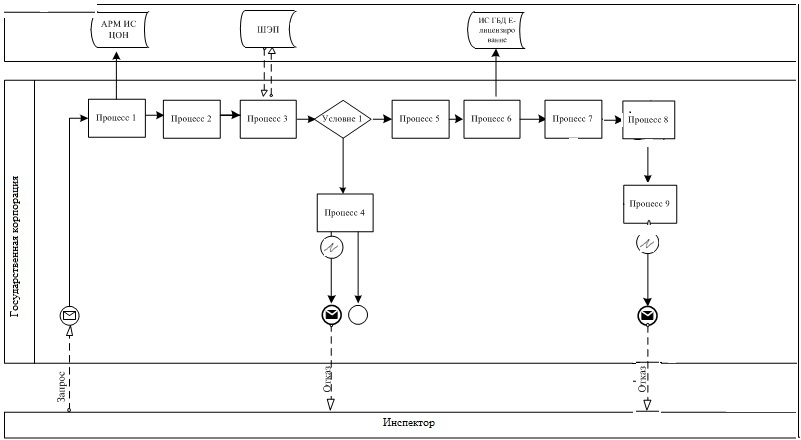 АРМ ИС
ЦОН
ШЭП
ИС ГБД Е-
лицензиро
вание
Процесс 1
Процесс 2
Процесс 3
Условие 1
Процесс 5
Процесс 6
Процесс 7
Процесс 8
Процесс 4
Процесс 9
Государственная корпорация
Запрос
Отказ
Отказ
Инспектор